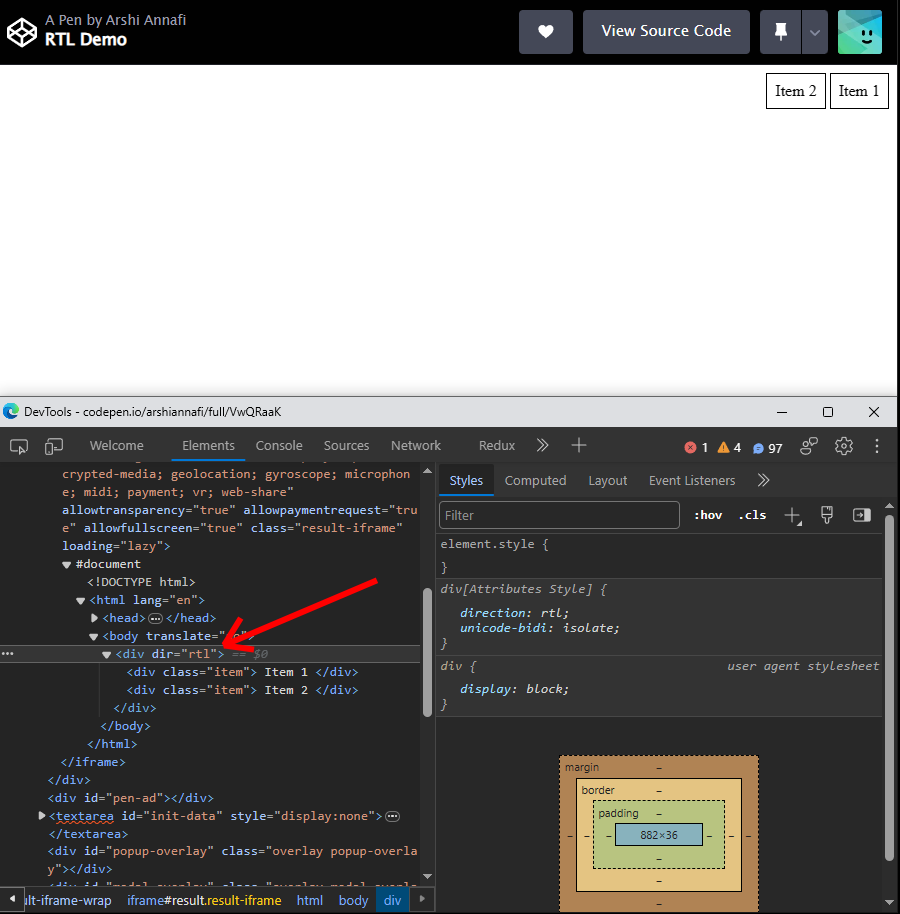 A Pen by Arshi Annafi
RTL Demo
View Source Code
Item 2 Item 1
DevTools - codepen.io/arshiannafi/full/VwQRaaK
Welcome Elements Console Sources Network Redux 1 4 97
crypted-media; geolocation; gyroscope; microphon
e; midi; payment; vr; web-share"
allowtransparency="true" allowpaymentrequest="tru
e" allowfullscreen="true" class="result-iframe"
loading="lazy">
#document
<!DOCTYPE html>
<html lang="en">
<head>…</head>
<body translate=
<div dir="rtl"> == $0
<div class="item"> Item 1 </div>
<div class="item"> Item 2 </div>
</div>
</body>
</html>
</iframe>
</div>
<div id="pen-ad"></div>
<textarea id="init-data" style="display:none">…
</textarea>
<div id="popup-overlay" class="overlay popup-overla
y"></div>
ult-iframe-wrap iframe#result.result-iframe html body div
Styles Computed Layout Event Listeners
Filter :hov .cls
element.style {
}
div[Attributes Style] {
direction: rtl;
unicode-bidi: isolate;
}
div { user agent stylesheet
display: block;
}
margin –
border –
padding –
– – – 882×36 – – –
–
–
–